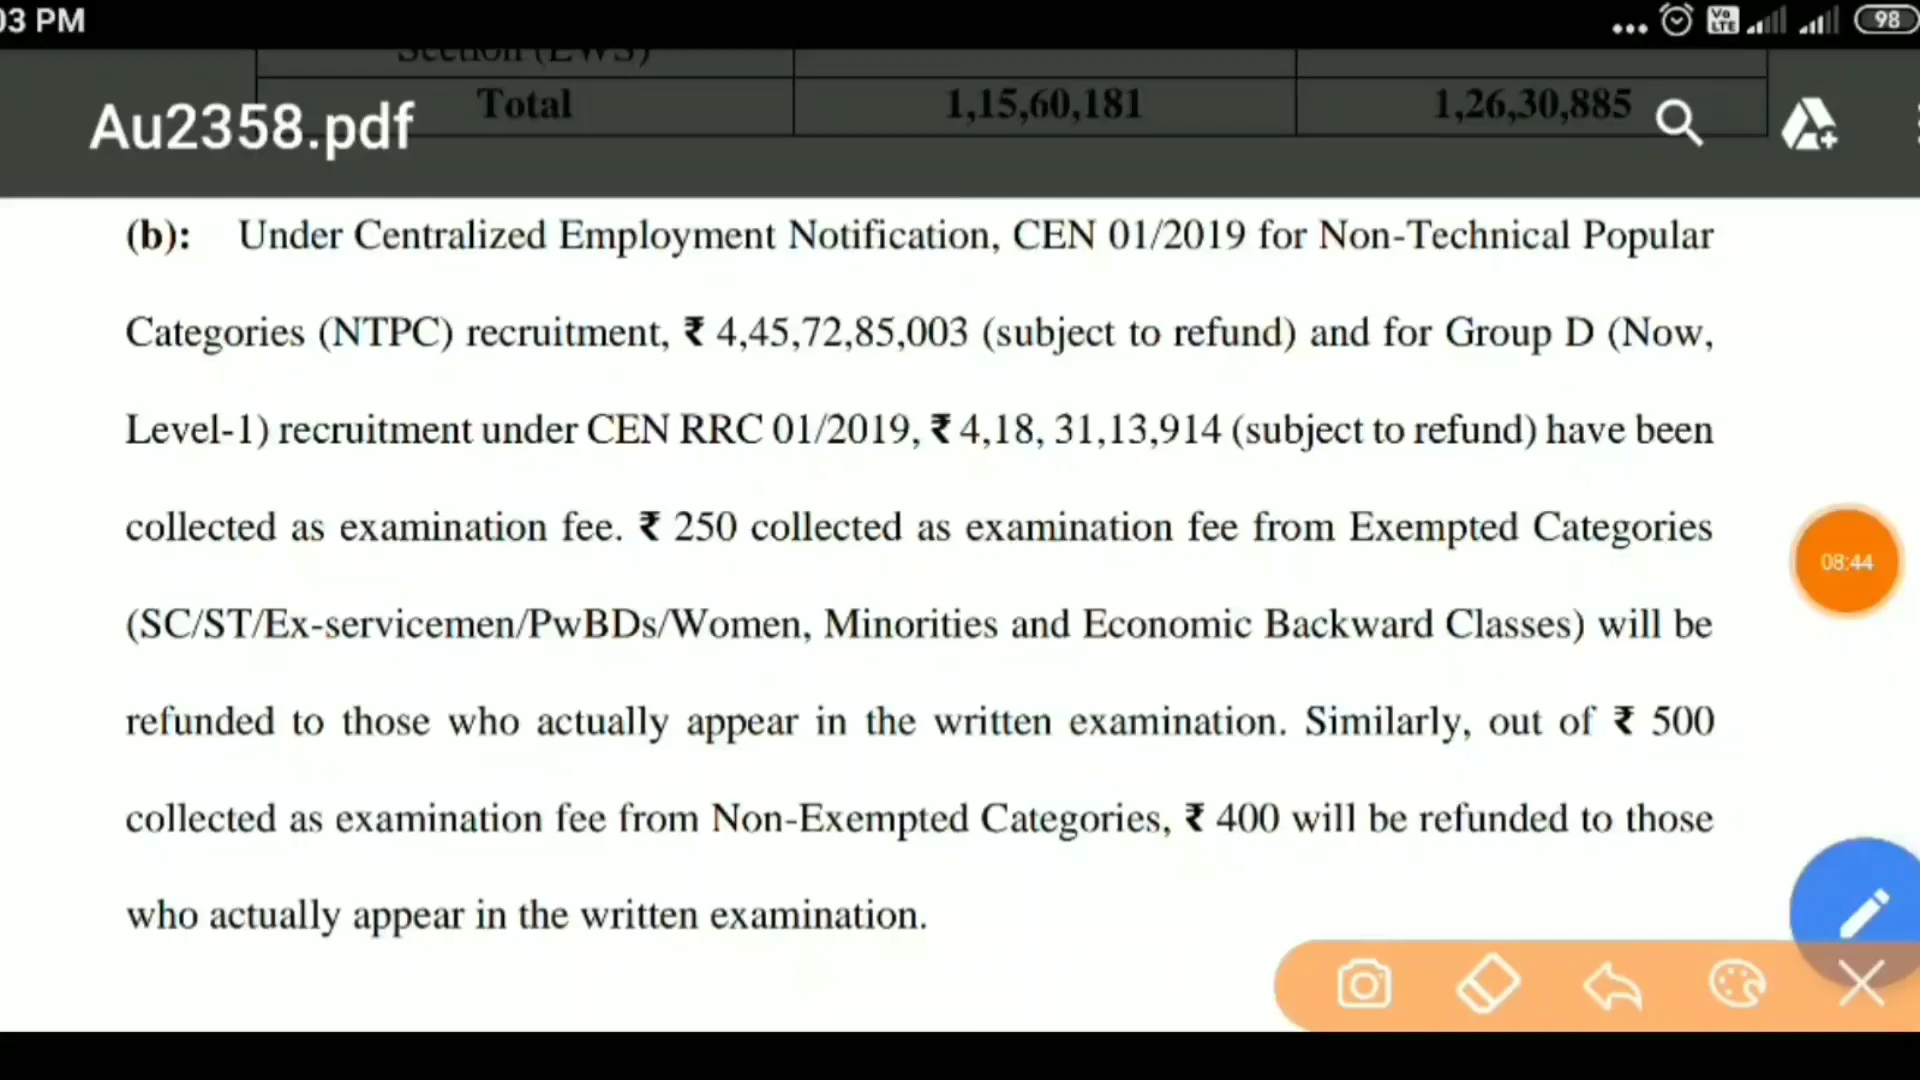 03 PM
Vo LTE
98
Section (EWS)
Total 1,15,60,181 1,26,30,885
Au2358.pdf
(b): Under Centralized Employment Notification, CEN 01/2019 for Non-Technical Popular
Categories (NTPC) recruitment, ₹ 4,45,72,85,003 (subject to refund) and for Group D (Now,
Level-1) recruitment under CEN RRC 01/2019, ₹ 4,18, 31,13,914 (subject to refund) have been
collected as examination fee. ₹ 250 collected as examination fee from Exempted Categories
08:44
(SC/ST/Ex-servicemen/PwBDs/Women, Minorities and Economic Backward Classes) will be
refunded to those who actually appear in the written examination. Similarly, out of ₹ 500
collected as examination fee from Non-Exempted Categories, ₹ 400 will be refunded to those
who actually appear in the written examination.